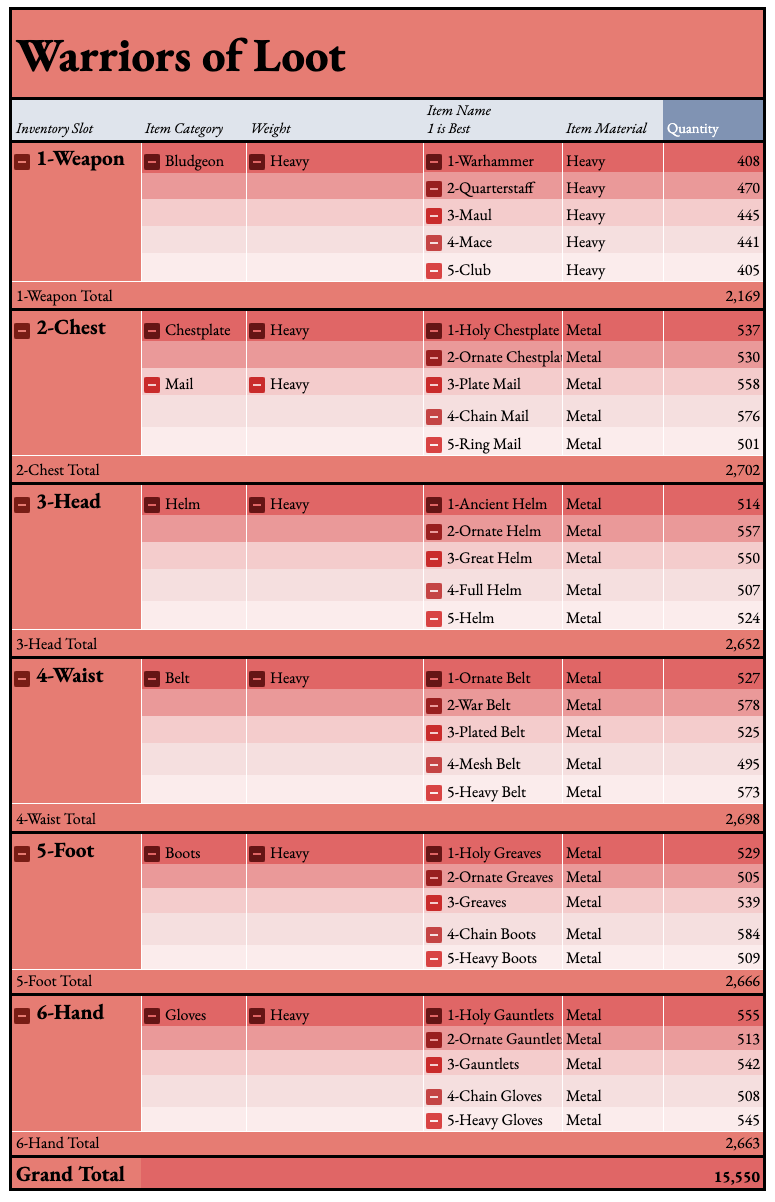 Warriors of Loot
Inventory Slot Item Category Weight Item Name 1 is Best Item Material Quantity
1-Weapon Bludgeon Heavy 1-Warhammer Heavy 408
2-Quarterstaff Heavy 470
3-Maul Heavy 445
4-Mace Heavy 441
5-Club Heavy 405
1-Weapon Total 2,169
2-Chest Chestplate Heavy 1-Holy Chestplate Metal 537
2-Ornate Chestpla Metal 530
Mail Heavy 3-Plate Mail Metal 558
4-Chain Mail Metal 576
5-Ring Mail Metal 501
2-Chest Total 2,702
3-Head Helm Heavy 1-Ancient Helm Metal 514
2-Ornate Helm Metal 557
3-Great Helm Metal 550
4-Full Helm Metal 507
5-Helm Metal 524
3-Head Total 2,652
4-Waist Belt Heavy 1-Ornate Belt Metal 527
2-War Belt Metal 578
3-Plated Belt Metal 525
4-Mesh Belt Metal 495
5-Heavy Belt Metal 573
4-Waist Total 2,698
5-Foot Boots Heavy 1-Holy Greaves Metal 529
2-Ornate Greaves Metal 505
3-Greaves Metal 539
4-Chain Boots Metal 584
5-Heavy Boots Metal 509
5-Foot Total 2,666
6-Hand Gloves Heavy 1-Holy Gauntlets Metal 555
2-Ornate Gauntlet Metal 513
3-Gauntlets Metal 542
4-Chain Gloves Metal 508
5-Heavy Gloves Metal 545
6-Hand Total 2,663
Grand Total 15,550